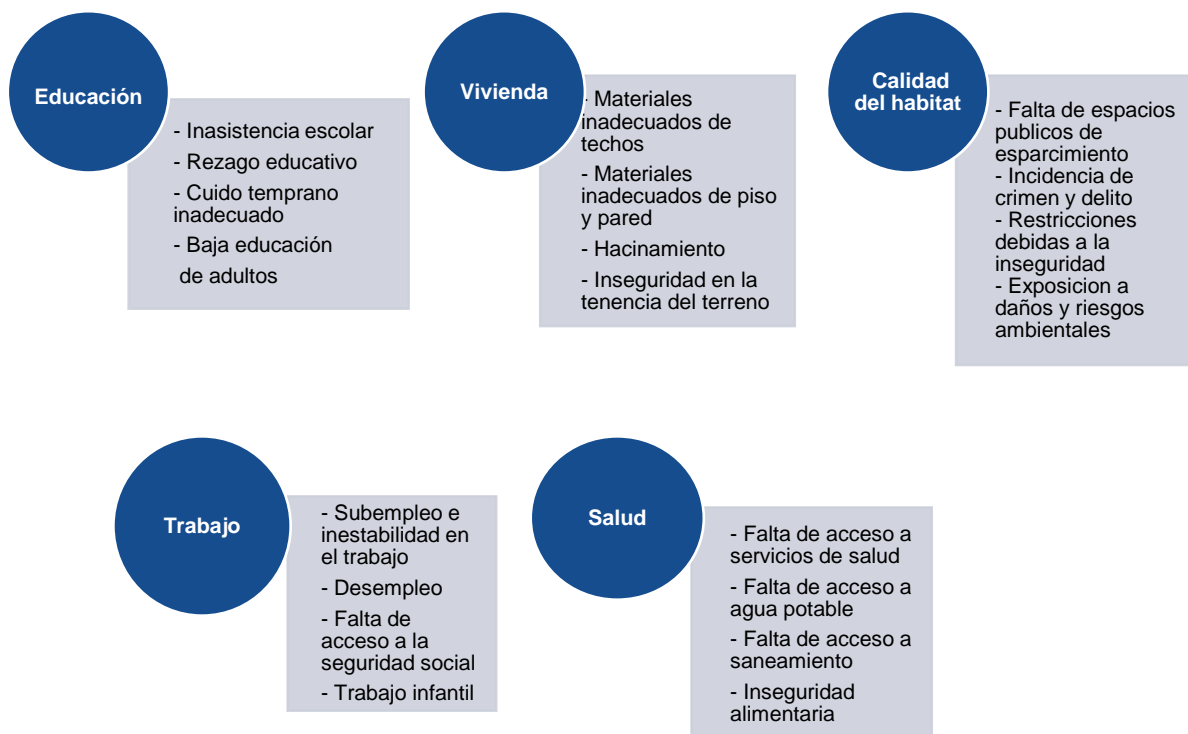 Educación
- Inasistencia escolar
- Rezago educativo
- Cuido temprano
inadecuado
- Baja educación
de adultos
Vivienda
- Materiales
inadecuados de
techos
- Materiales
inadecuados de piso
y pared
- Hacinamiento
- Inseguridad en la
tenencia del terreno
Calidad
del habitat
- Falta de espacios
publicos de
esparcimiento
- Incidencia de
crimen y delito
- Restricciones
debidas a la
inseguridad
- Exposicion a
daños y riesgos
ambientales
Trabajo
- Subempleo e
inestabilidad en
el trabajo
- Desempleo
- Falta de
acceso a la
seguridad social
- Trabajo infantil
Salud
- Falta de acceso a
servicios de salud
- Falta de acceso a
agua potable
- Falta de acceso a
saneamiento
- Inseguridad
alimentaria